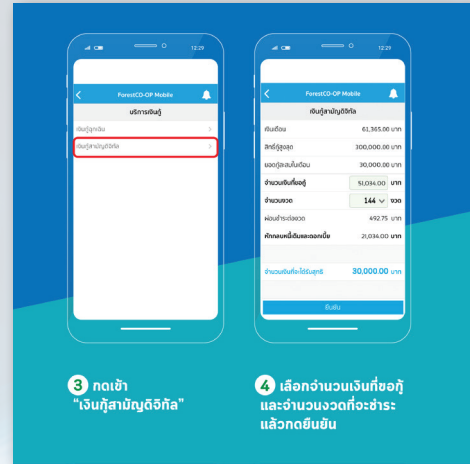 12:29
ForestCO-OP Mobile
บริการเงินกู้
เงินกู้ฉุกเฉิน
เงินกู้สามัญดิจิทัล
3 กดเข้า
“เงินกู้สามัญดิจิทัล”
12:29
ForestCO-OP Mobile
เงินกู้สามัญดิจิทัล
เงินเดือน 61,365.00 บาท
สิทธิ์กู้สูงสุด 300,000.00 บาท
ยอดกู้สะสมในเดือน 30,000.00 บาท
จำนวนเงินที่ขอกู้ 51,034.00 บาท
จำนวนงวด 144 งวด
ผ่อนชำระต่องวด 492.75 บาท
หักกลบหนี้เดิมและดอกเบี้ย 21,034.00 บาท
จำนวนเงินที่จะได้รับสุทธิ 30,000.00 บาท
ยืนยัน
4 เลือกจำนวนเงินที่ขอกู้
และจำนวนงวดที่จะชำระ
แล้วกดยืนยัน